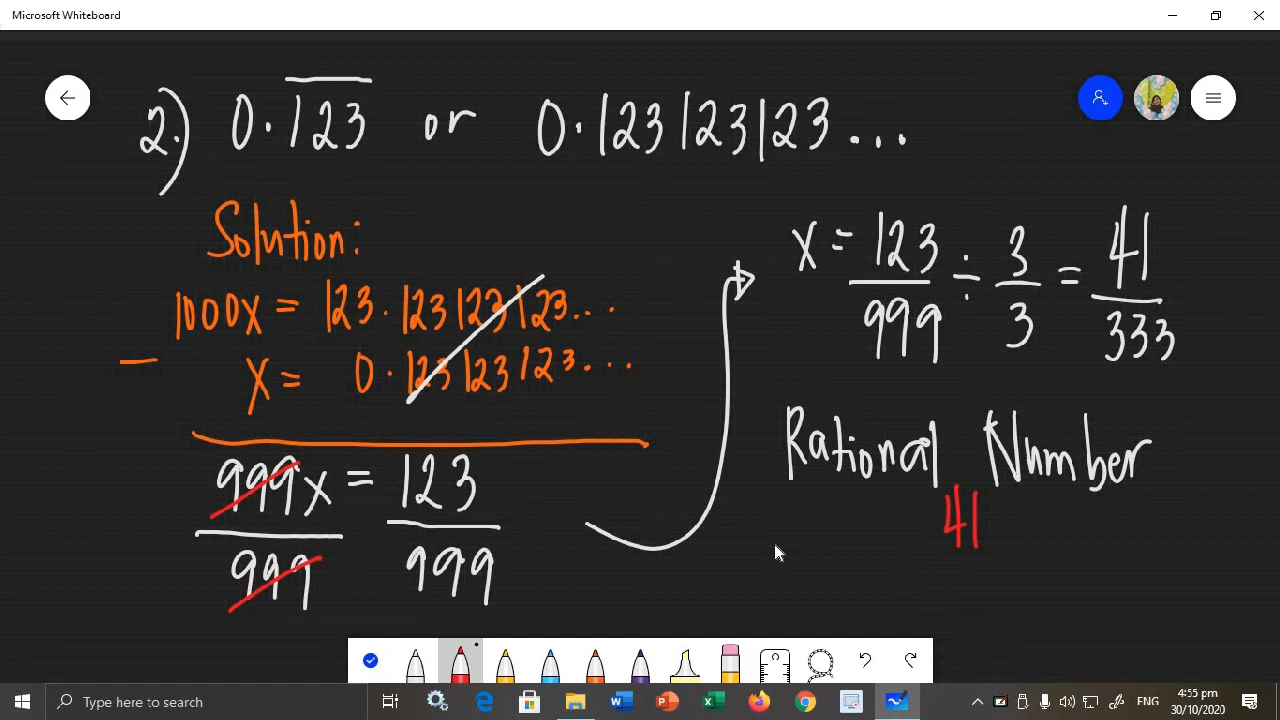 Microsoft Whiteboard
2.) 0.123 or 0.123123123...
Solution:
1000x = 123.123123123...
− x = 0.123123123...
999x = 123
999 999
x = 123 ÷ 3 = 41
999 3 333
Rational Number
41
Type here to search
ENG
4:55 pm
30/10/2020